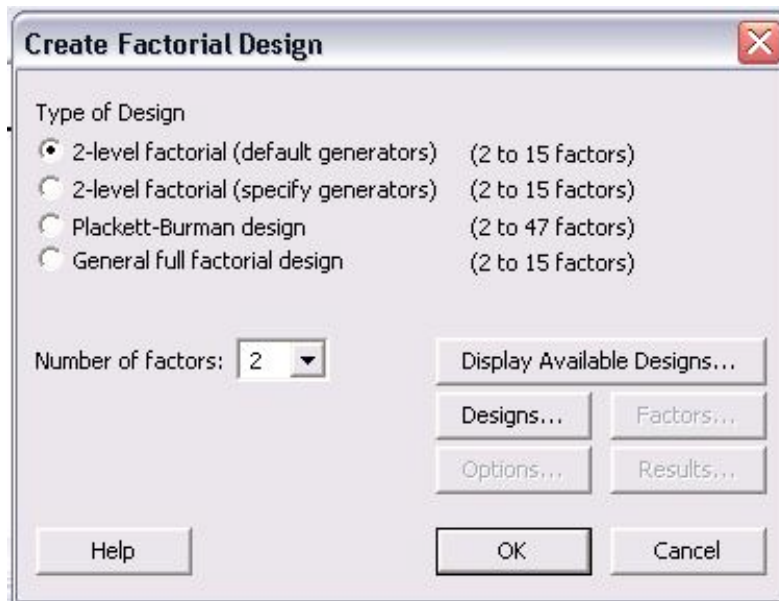 Create Factorial Design
Type of Design
2-level factorial (default generators) (2 to 15 factors)
2-level factorial (specify generators) (2 to 15 factors)
Plackett-Burman design (2 to 47 factors)
General full factorial design (2 to 15 factors)
Number of factors: 2 Display Available Designs...
Designs... Factors...
Options... Results...
Help OK Cancel